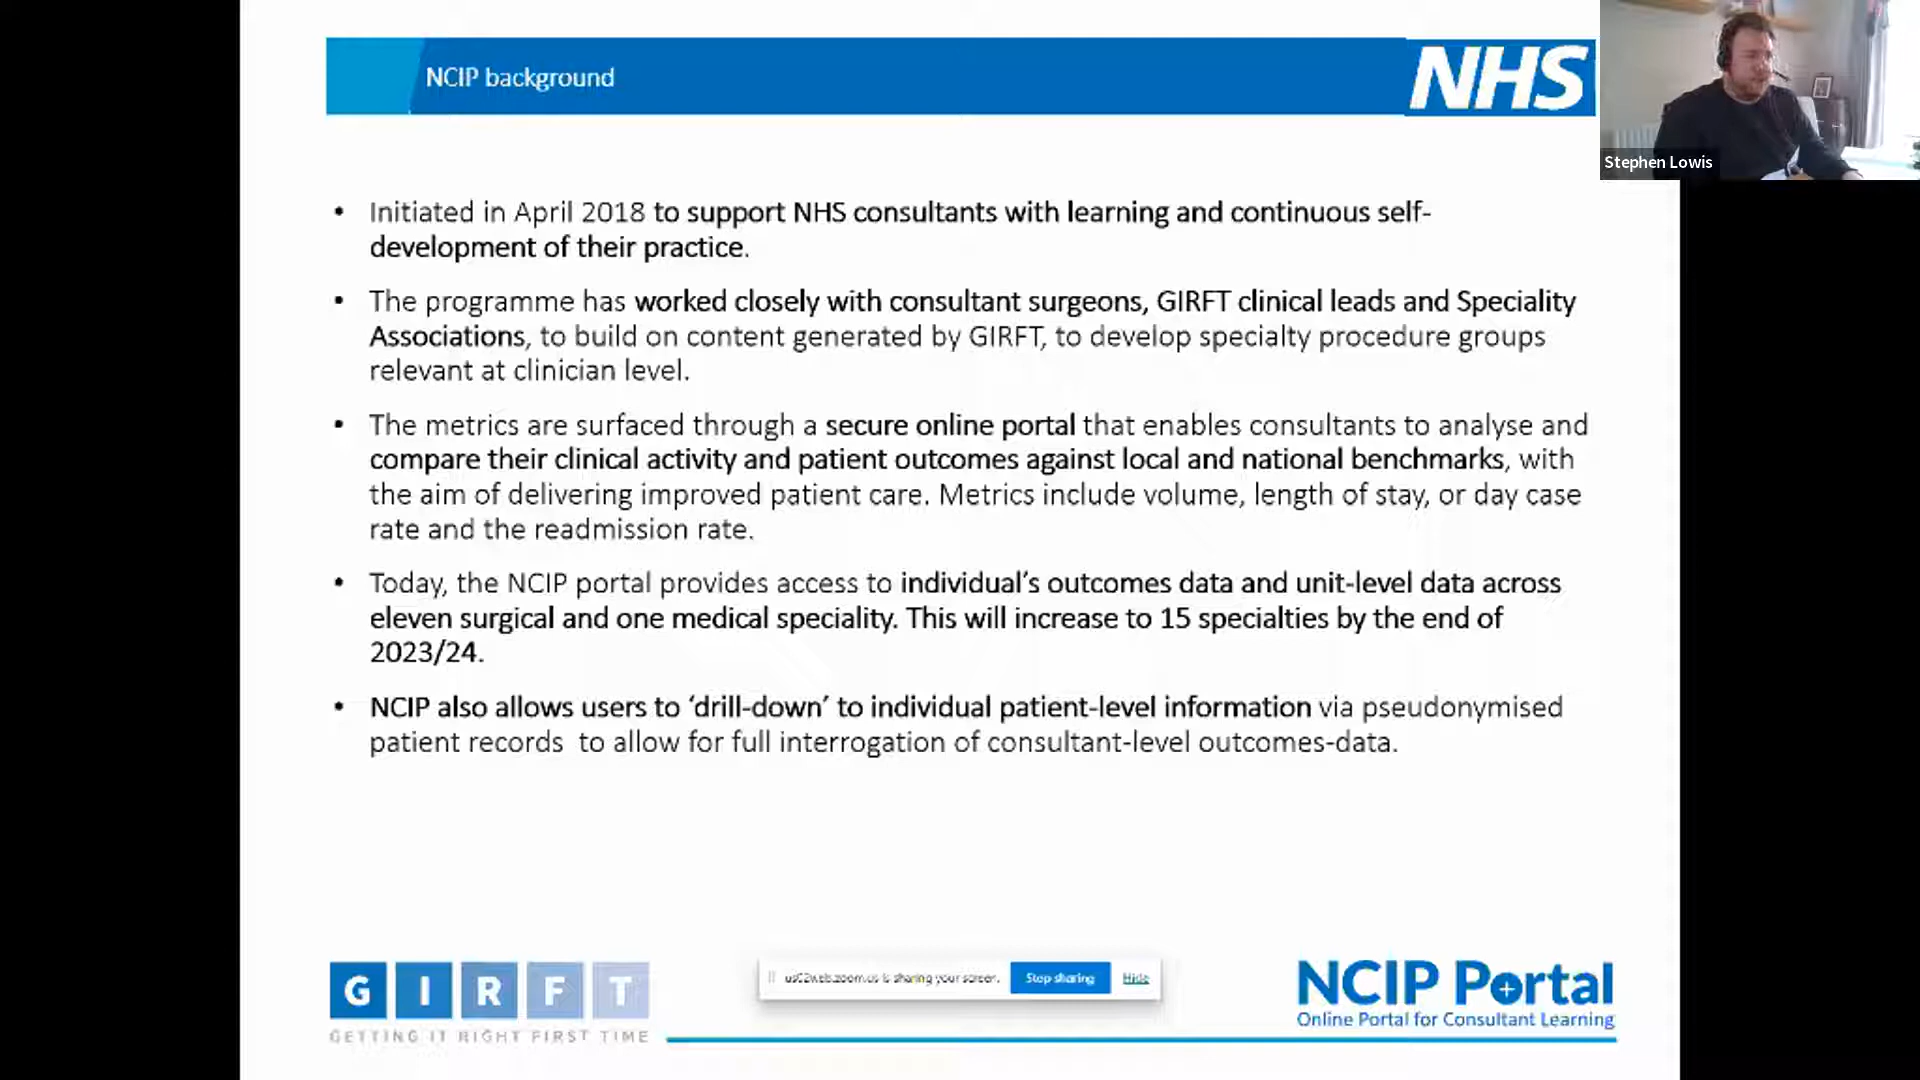 NCIP background
NHS
Stephen Lowis
• Initiated in April 2018 to support NHS consultants with learning and continuous self-
development of their practice.
• The programme has worked closely with consultant surgeons, GIRFT clinical leads and Speciality
Associations, to build on content generated by GIRFT, to develop specialty procedure groups
relevant at clinician level.
• The metrics are surfaced through a secure online portal that enables consultants to analyse and
compare their clinical activity and patient outcomes against local and national benchmarks, with
the aim of delivering improved patient care. Metrics include volume, length of stay, or day case
rate and the readmission rate.
• Today, the NCIP portal provides access to individual’s outcomes data and unit-level data across
eleven surgical and one medical speciality. This will increase to 15 specialties by the end of
2023/24.
• NCIP also allows users to ‘drill-down’ to individual patient-level information via pseudonymised
patient records to allow for full interrogation of consultant-level outcomes-data.
GIRFT
GETTING IT RIGHT FIRST TIME
us02web.zoom.us is sharing your screen.
Stop sharing
Hide
NCIP Portal
Online Portal for Consultant Learning